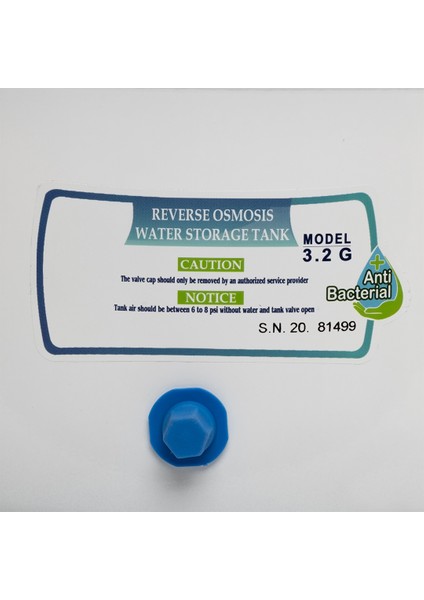 REVERSE OSMOSIS
WATER STORAGE TANK
MODEL
3.2 G
CAUTION
The valve cap should only be removed by an authorized service provider
NOTICE
Tank air should be between 6 to 8 psi without water and tank valve open
Anti
Bacterial
S.N. 20. 81499